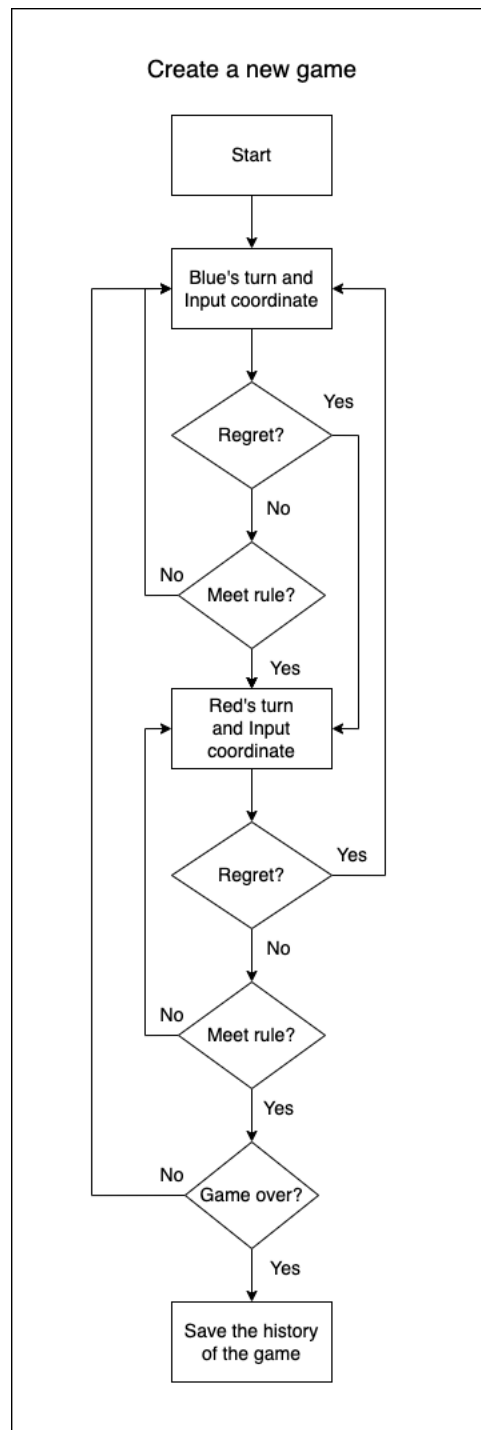 Create a new game
Start
Blue's turn and
Input coordinate
Yes
Regret?
No
No
Meet rule?
Yes
Red's turn
and Input
coordinate
Regret?
Yes
No
No
Meet rule?
Yes
No
Game over?
Yes
Save the history
of the game